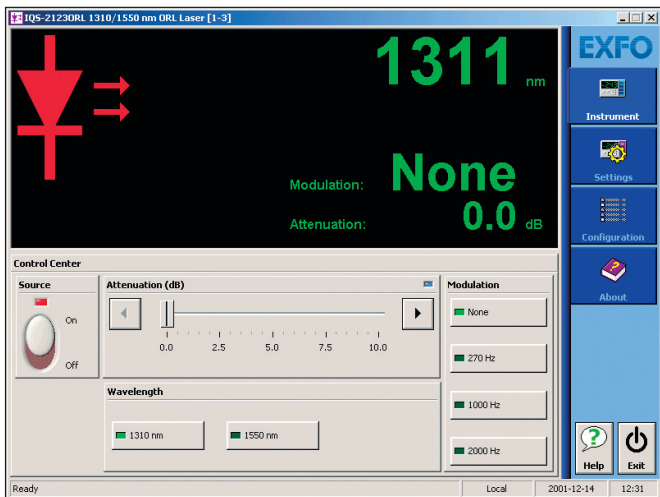 IQS-2123ORL 1310/1550 nm ORL Laser [1-3]
EXFO
1311 nm
Modulation: None
Attenuation: 0.0 dB
Instrument
Settings
Configuration
About
Control Center
Source
On
Off
Attenuation (dB)
0.0 2.5 5.0 7.5 10.0
Wavelength
1310 nm 1550 nm
Modulation
None
270 Hz
1000 Hz
2000 Hz
Help Exit
Ready Local 2001-12-14 12:31